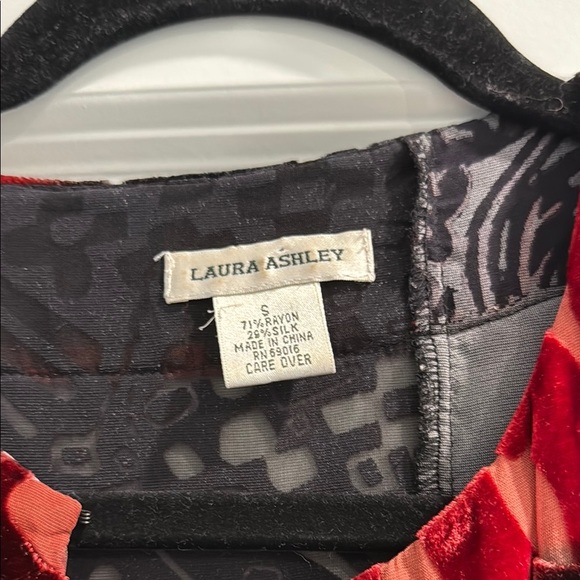 LAURA ASHLEY
S
71% RAYON
29% SILK
MADE IN CHINA
RN 69016
CARE OVER